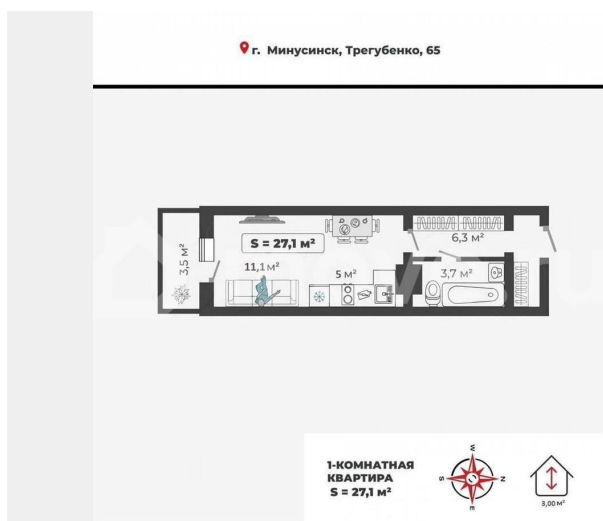 г. Минусинск, Трегубенко, 65
S = 27,1 м²
6,3 м²
3,5 м²
11,1 м²
5 м²
3,7 м²
1-КОМНАТНАЯ
КВАРТИРА
S = 27,1 м²
W
S
N
E
3,00 м²